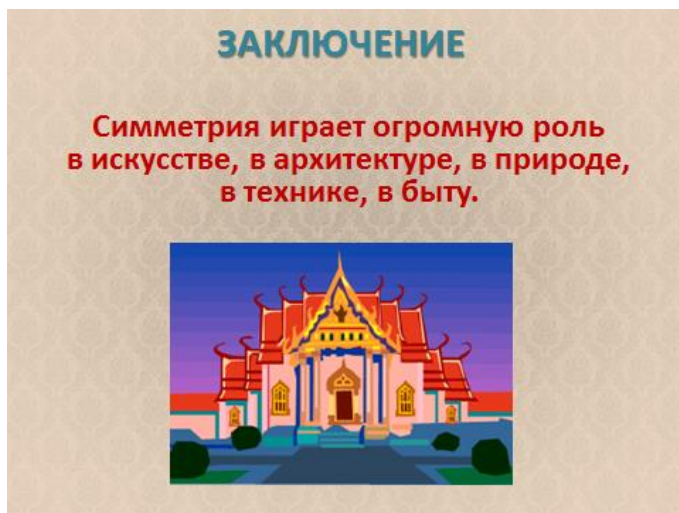 ЗАКЛЮЧЕНИЕ
Симметрия играет огромную роль
в искусстве, в архитектуре, в природе,
в технике, в быту.